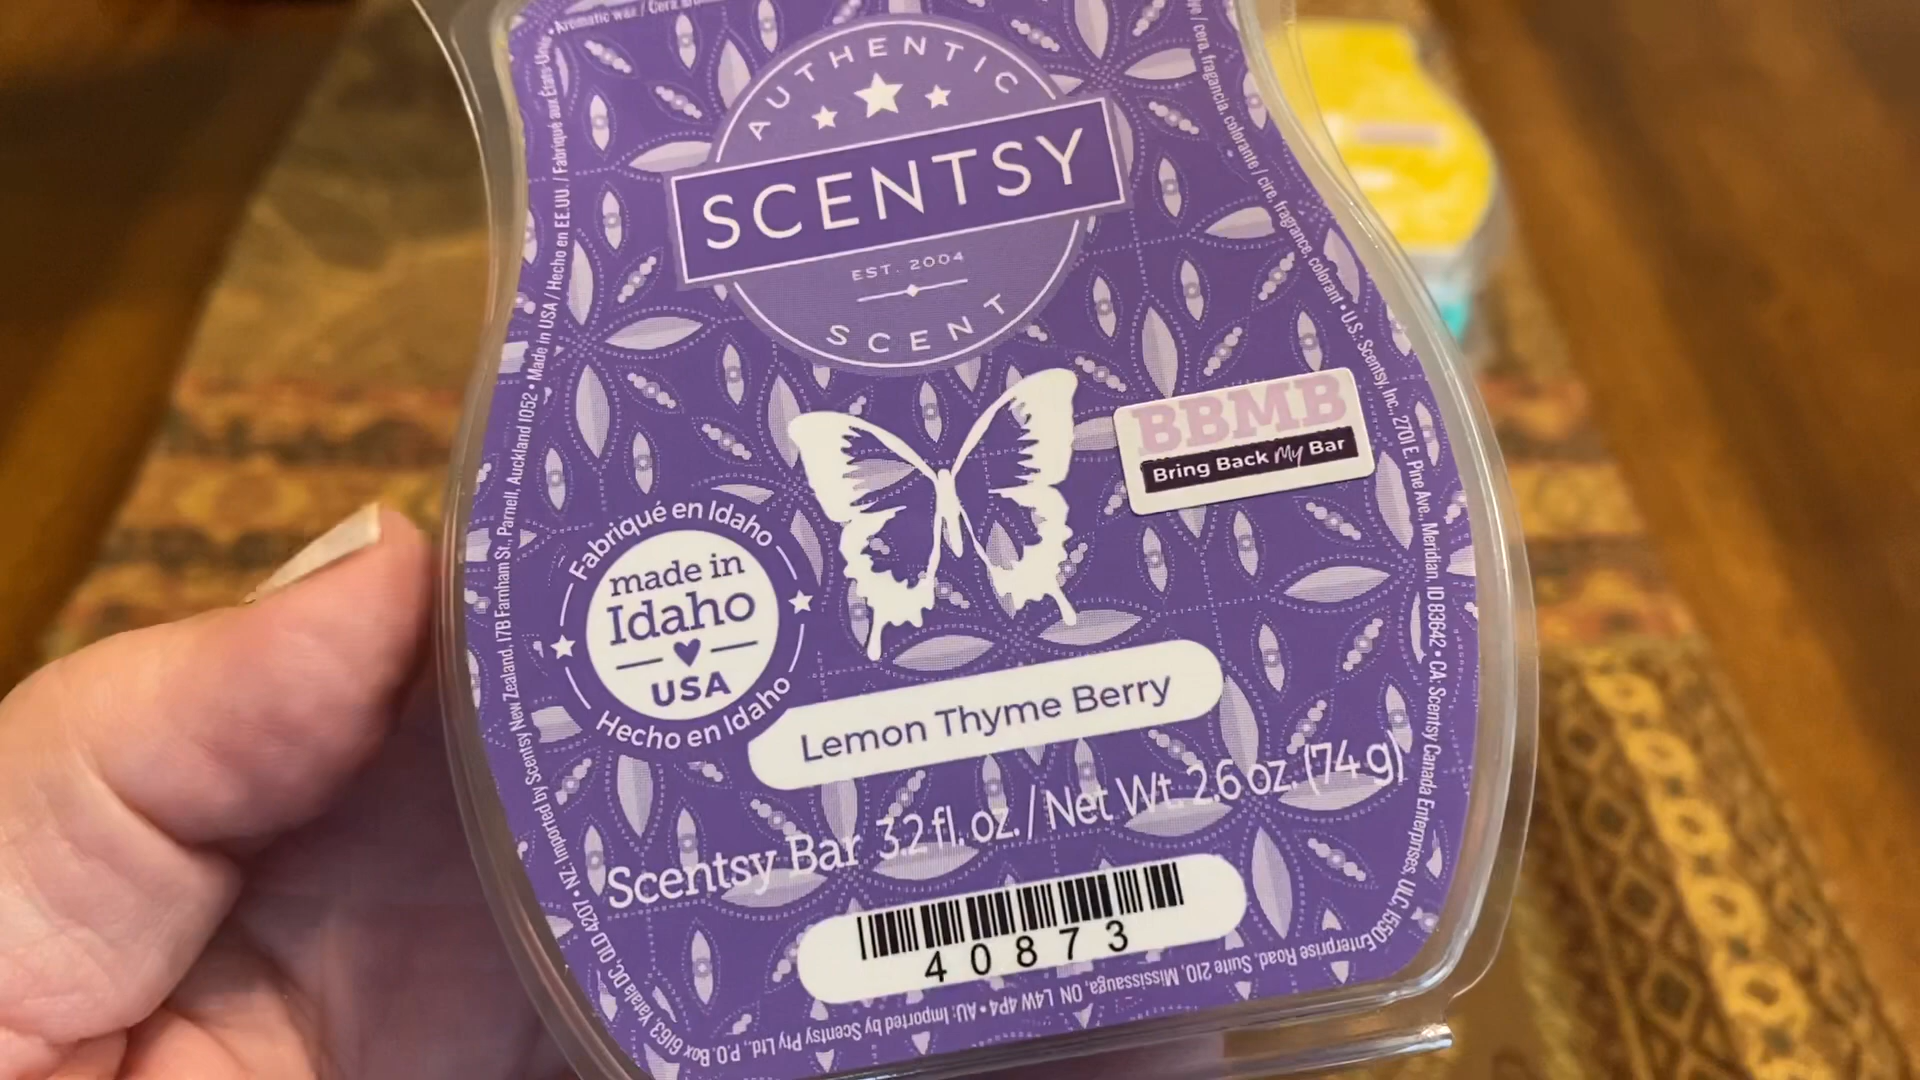 AUTHENTIC
SCENTSY
EST. 2004
SCENT
BBMB
Bring Back My Bar
Fabriqué en Idaho
made in
Idaho
USA
Hecho en Idaho
Lemon Thyme Berry
Scentsy Bar 3.2 fl. oz. / Net Wt. 2.6 oz. (74 g)
40873
Aromatic wax / Cera
fragancia, colorante / cire, fragrance, colorant • U.S.: Scentsy, Inc., 2701 E. Pine Ave., Meridian, ID 83642 • CA: Scentsy Canada Enterprises, ULC, 1550 Enterprise Road, Suite 210, Mississauga, ON L4W 4P4 • AU: Imported by Scentsy Pty Ltd., P.O. Box 6163, Yatala DC, QLD 4207 • NZ: Imported by Scentsy New Zealand, 17B Farnham St., Parnell, Auckland 1052 • Made in USA / Hecho en EE.UU. / Fabriqué aux États-Unis •